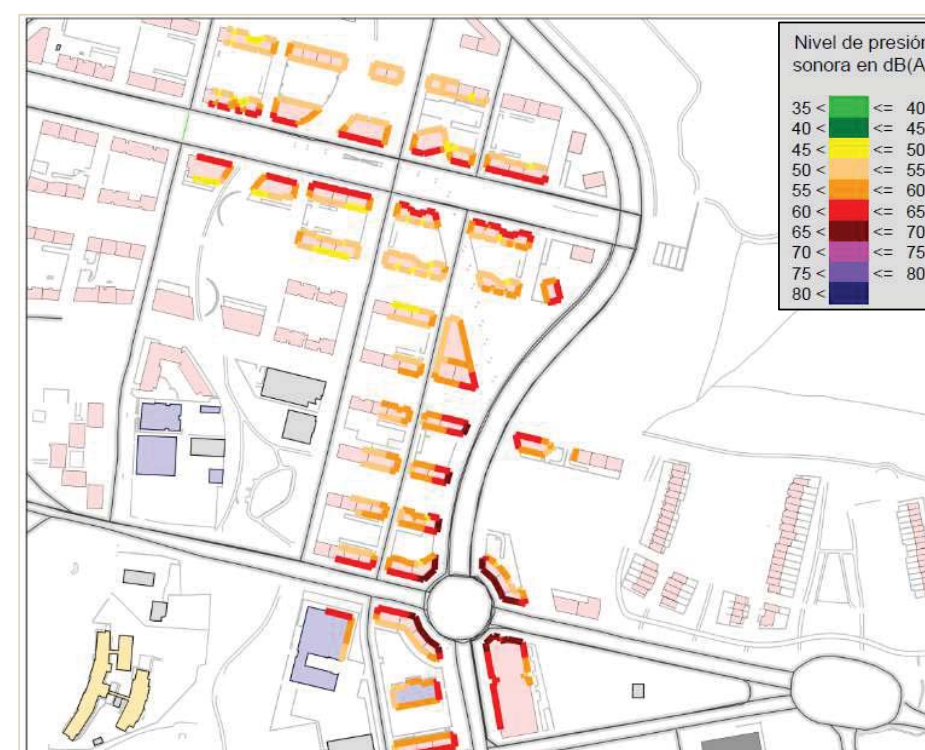 Nivel de presión
sonora en dB(A
35 < <= 40
40 < <= 45
45 < <= 50
50 < <= 55
55 < <= 60
60 < <= 65
65 < <= 70
70 < <= 75
75 < <= 80
80 <